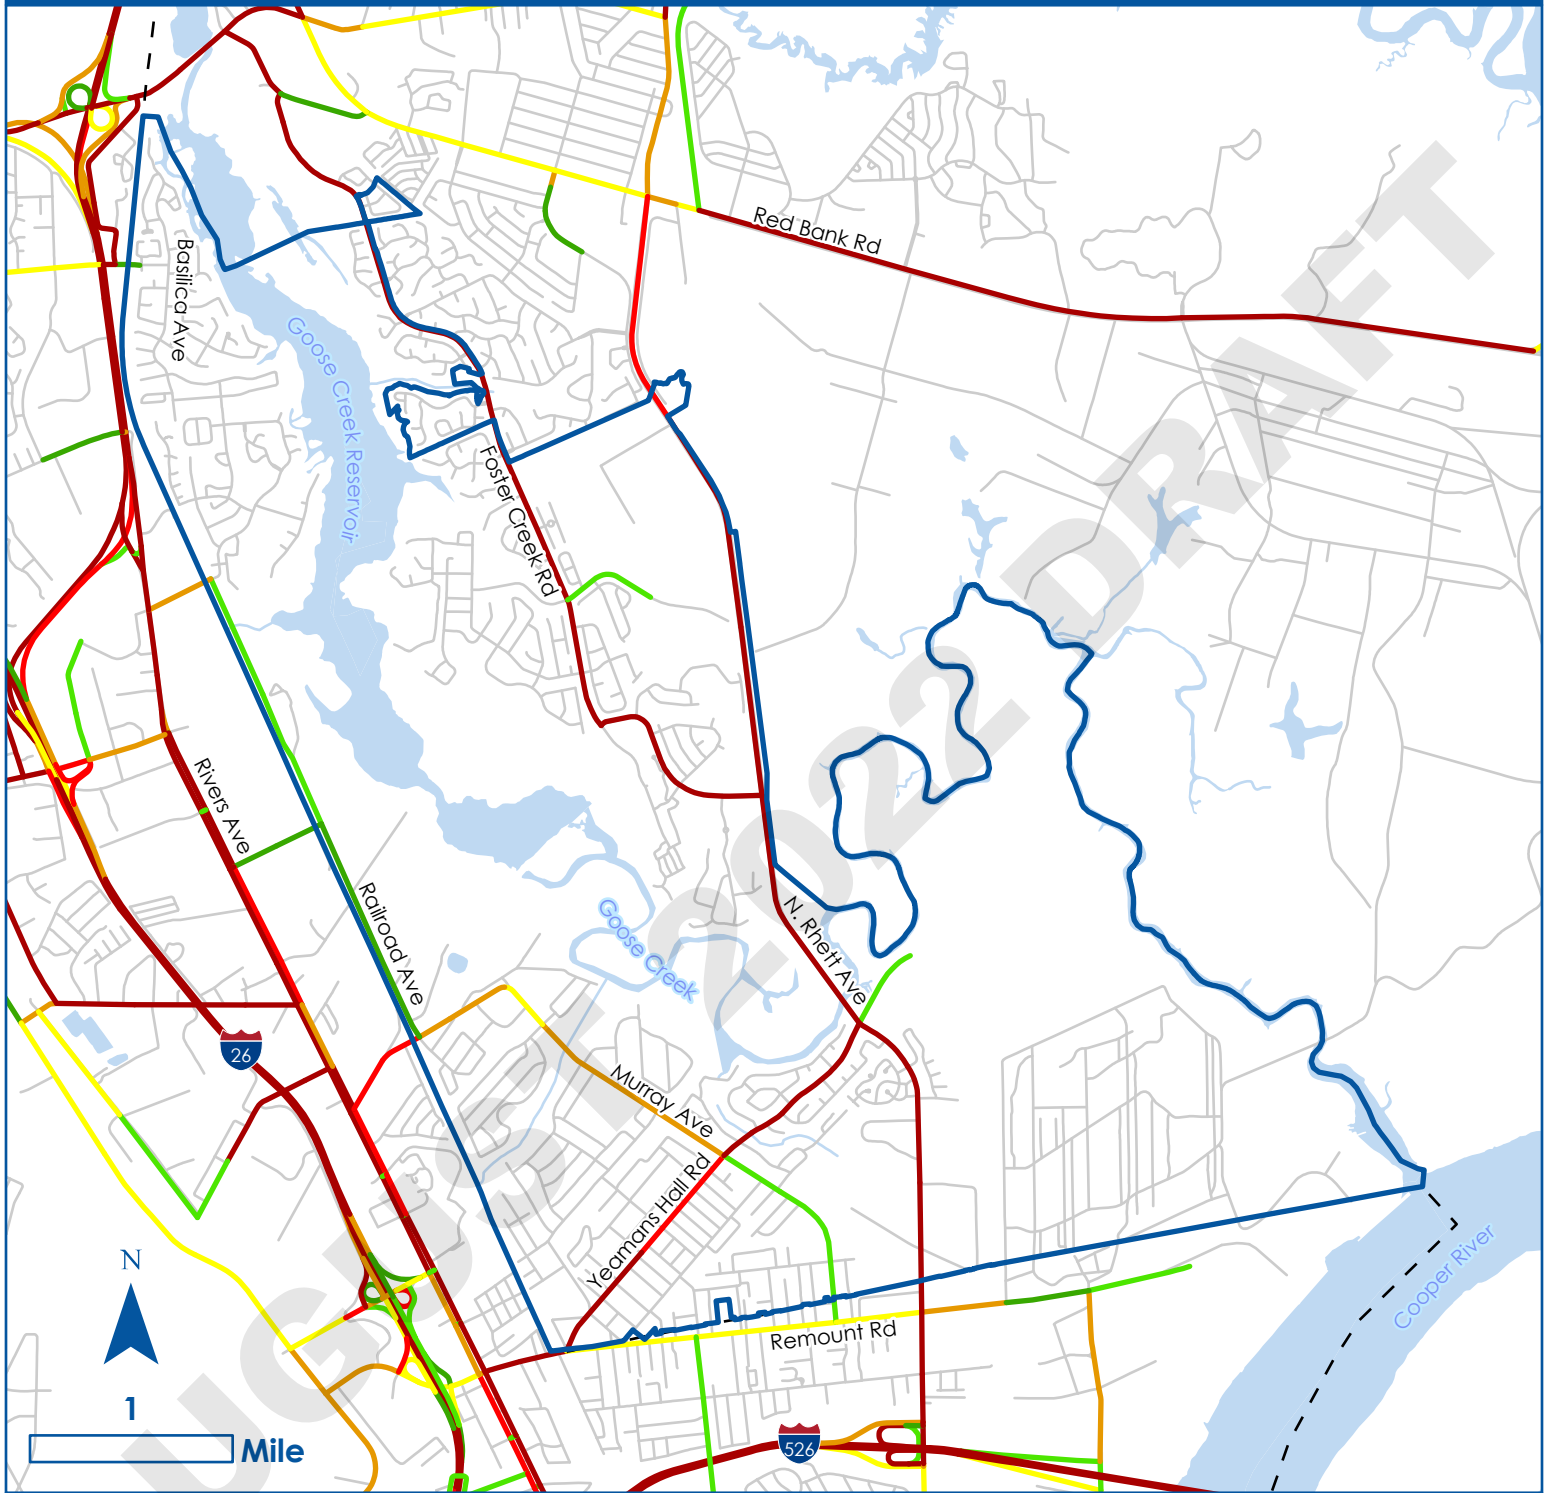 Red Bank Rd
Basilica Ave
Goose Creek Reservoir
Foster Creek Rd
Rivers Ave
Railroad Ave
Goose Creek
N. Rhett Ave
26
Murray Ave
Yeamans Hall Rd
Remount Rd
Cooper River
526
N
1
Mile
UGUST 2022 DRAFT